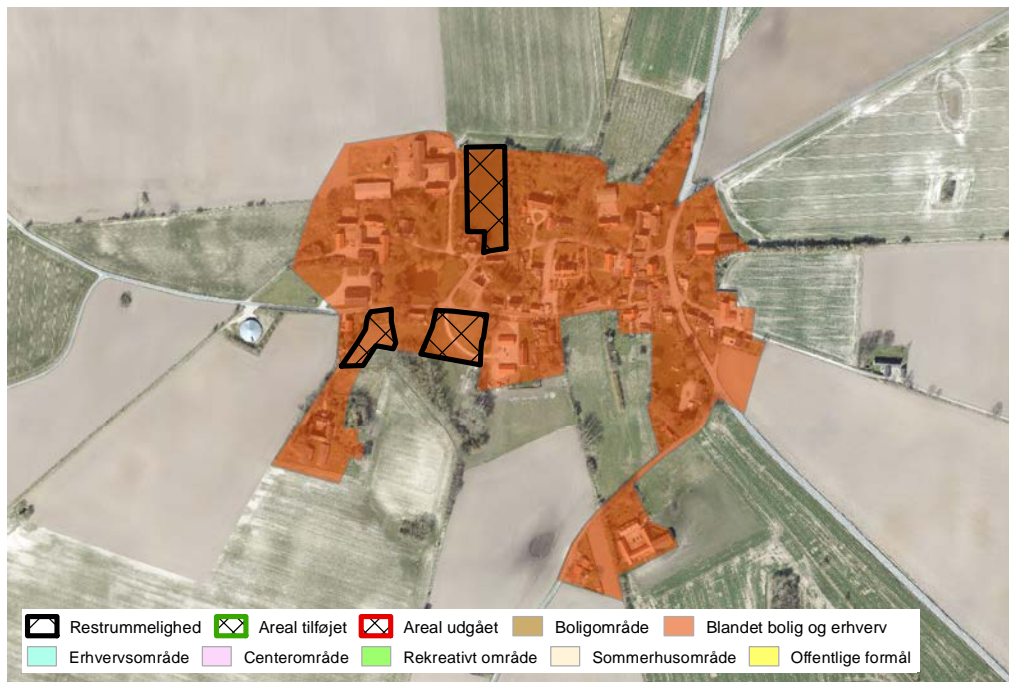 Restrummelighed Areal tilføjet Areal udgået Boligområde Blandet bolig og erhverv
Erhvervsområde Centerområde Rekreativt område Sommerhusområde Offentlige formål